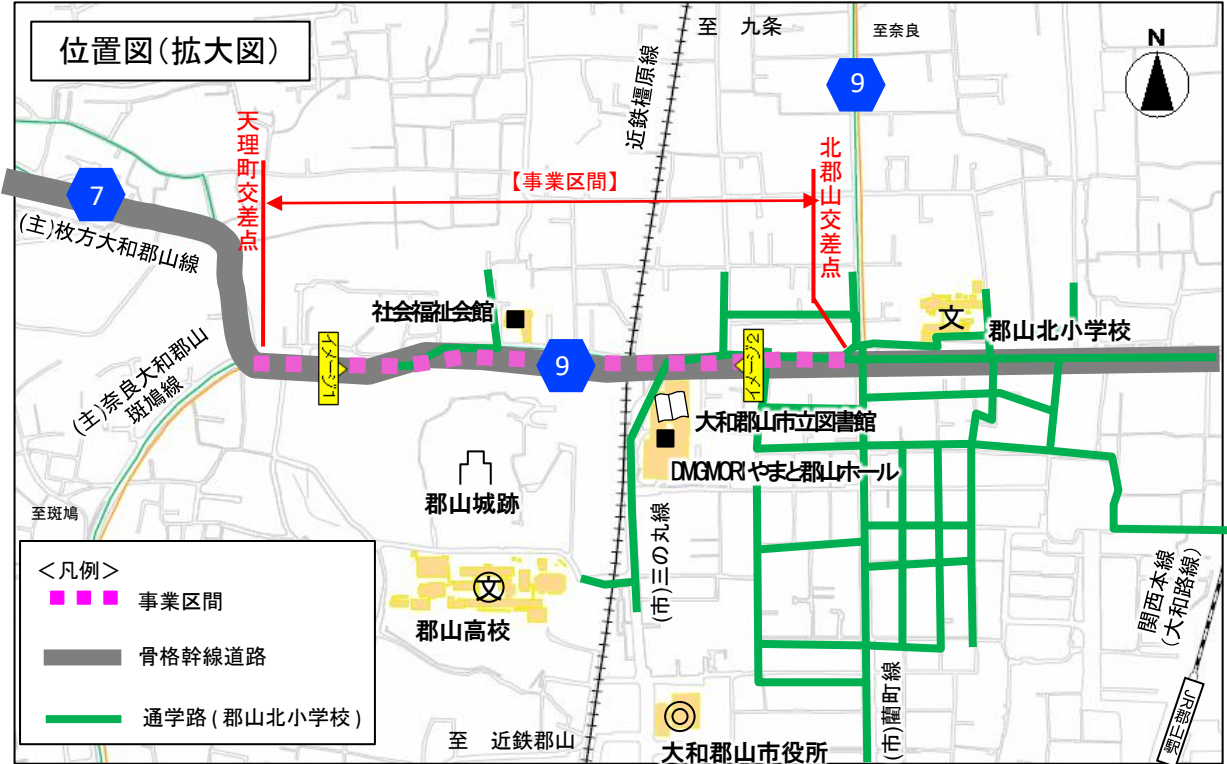 位置図(拡大図)
至 九条
至奈良
N
近鉄橿原線
9
天理町交差点
【事業区間】
北郡山交差点
7
(主)枚方大和郡山線
社会福祉会館
文
郡山北小学校
イメージ1
9
イメージ2
(主)奈良大和郡山
斑鳩線
大和郡山市立図書館
DMGMORIやまと郡山ホール
郡山城跡
至斑鳩
(市)三の丸線
<凡例>
事業区間
骨格幹線道路
通学路(郡山北小学校)
文
郡山高校
関西本線
(大和路線)
(市)藺町線
至 近鉄郡山
大和郡山市役所